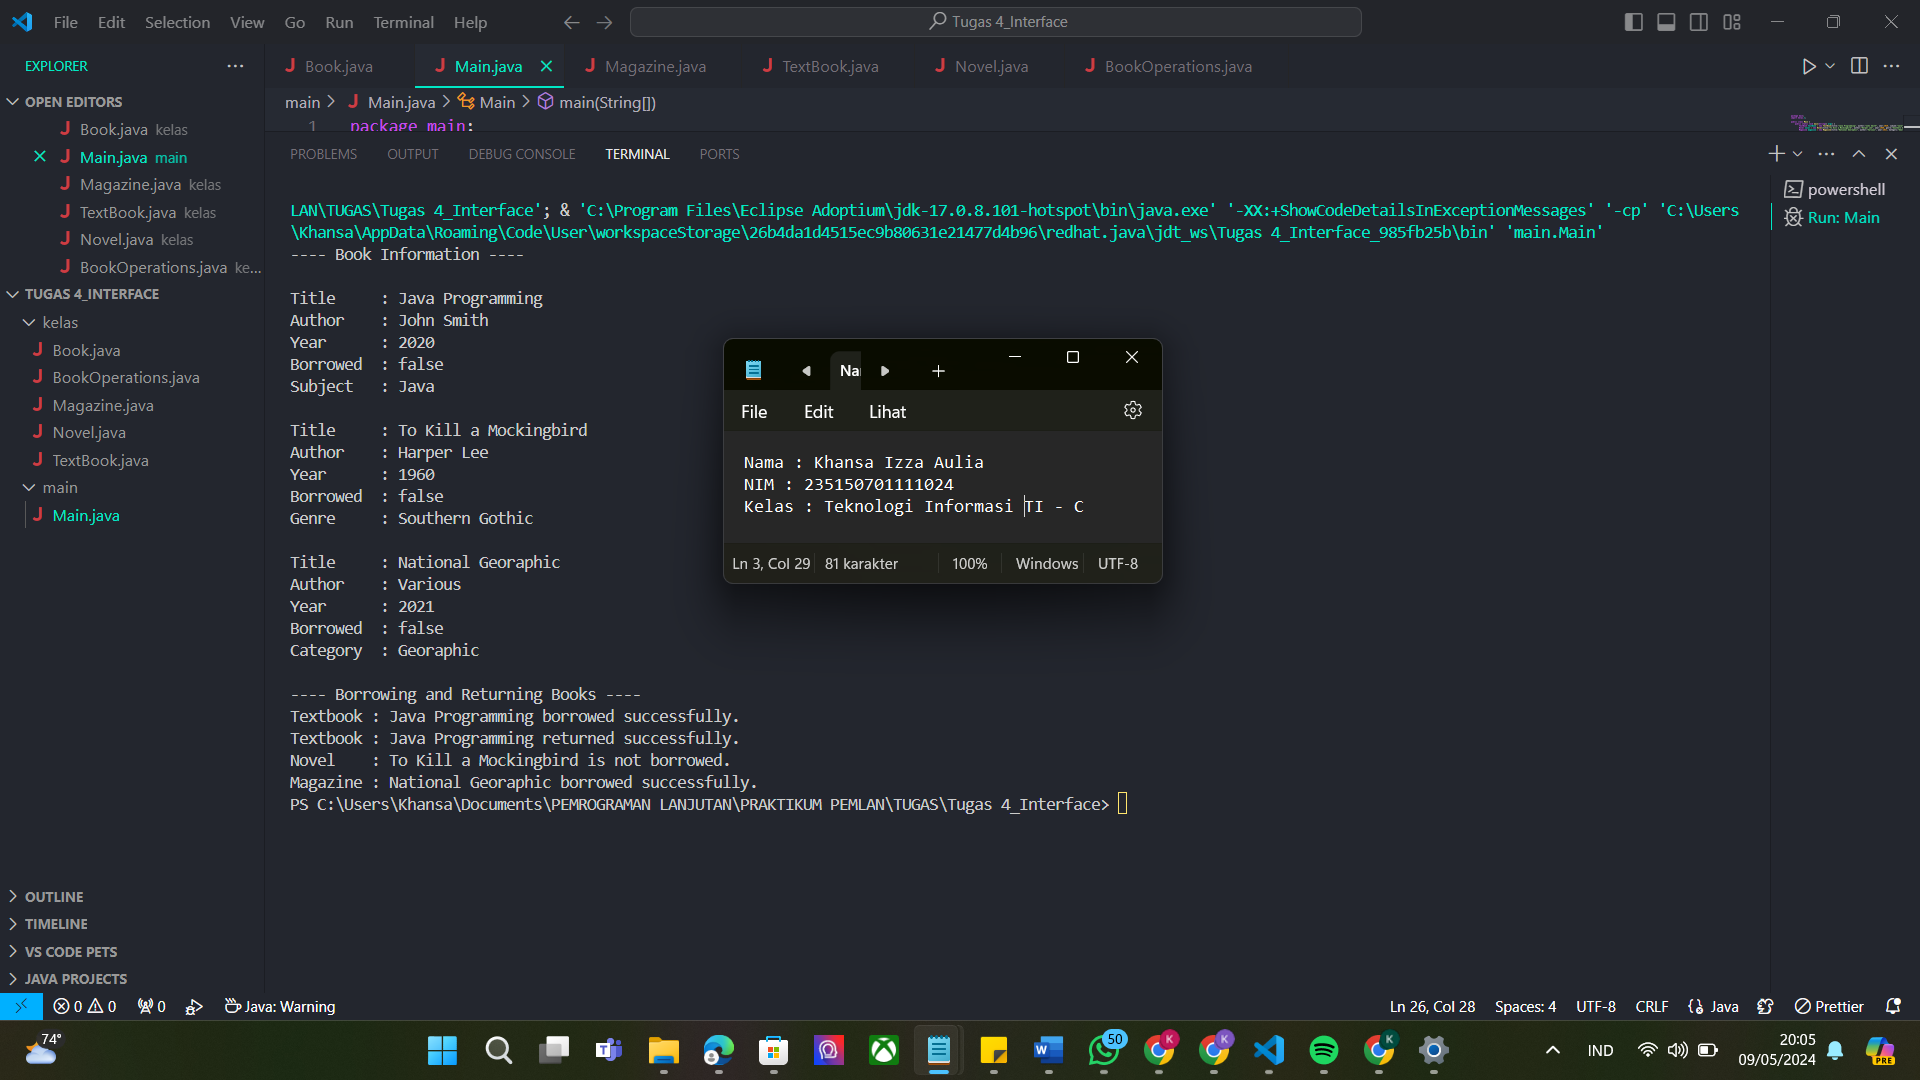 File Edit Selection View Go Run Terminal Help
Tugas 4_Interface
EXPLORER
Book.java
Main.java
Magazine.java
TextBook.java
Novel.java
BookOperations.java
OPEN EDITORS
main > Main.java > Main > main(String[])
1 package main;
Book.java kelas
Main.java main
Magazine.java kelas
TextBook.java kelas
Novel.java kelas
BookOperations.java ke...
TUGAS 4_INTERFACE
kelas
Book.java
BookOperations.java
Magazine.java
Novel.java
TextBook.java
main
Main.java
OUTLINE
TIMELINE
VS CODE PETS
JAVA PROJECTS
PROBLEMS OUTPUT DEBUG CONSOLE TERMINAL PORTS
powershell
Run: Main
LAN\TUGAS\Tugas 4_Interface'; & 'C:\Program Files\Eclipse Adoptium\jdk-17.0.8.101-hotspot\bin\java.exe' '-XX:+ShowCodeDetailsInExceptionMessages' '-cp' 'C:\Users
\Khansa\AppData\Roaming\Code\User\workspaceStorage\26b4da1d4515ec9b80631e21477d4b96\redhat.java\jdt_ws\Tugas 4_Interface_985fb25b\bin' 'main.Main'
---- Book Information ----
Title : Java Programming
Author : John Smith
Year : 2020
Borrowed : false
Subject : Java
Title : To Kill a Mockingbird
Author : Harper Lee
Year : 1960
Borrowed : false
Genre : Southern Gothic
Title : National Georaphic
Author : Various
Year : 2021
Borrowed : false
Category : Georaphic
---- Borrowing and Returning Books ----
Textbook : Java Programming borrowed successfully.
Textbook : Java Programming returned successfully.
Novel : To Kill a Mockingbird is not borrowed.
Magazine : National Georaphic borrowed successfully.
PS C:\Users\Khansa\Documents\PEMROGRAMAN LANJUTAN\PRAKTIKUM PEMLAN\TUGAS\Tugas 4_Interface>
Na
File Edit Lihat
Nama : Khansa Izza Aulia
NIM : 235150701111024
Kelas : Teknologi Informasi TI - C
Ln 3, Col 29 81 karakter 100% Windows UTF-8
0 0 0 Java: Warning
Ln 26, Col 28 Spaces: 4 UTF-8 CRLF Java Prettier
74°
50
K
K
K
IND
20:05
09/05/2024
PRE